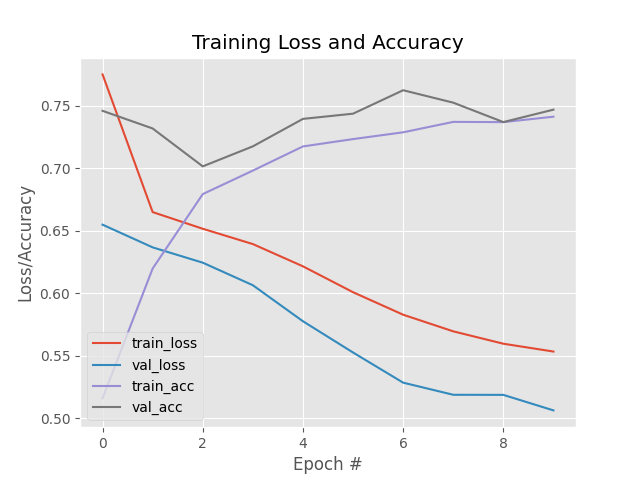 Training Loss and Accuracy
Loss/Accuracy
0.75
0.70
0.65
0.60
0.55
0.50
train_loss
val_loss
train_acc
val_acc
0 2 4 6 8
Epoch #